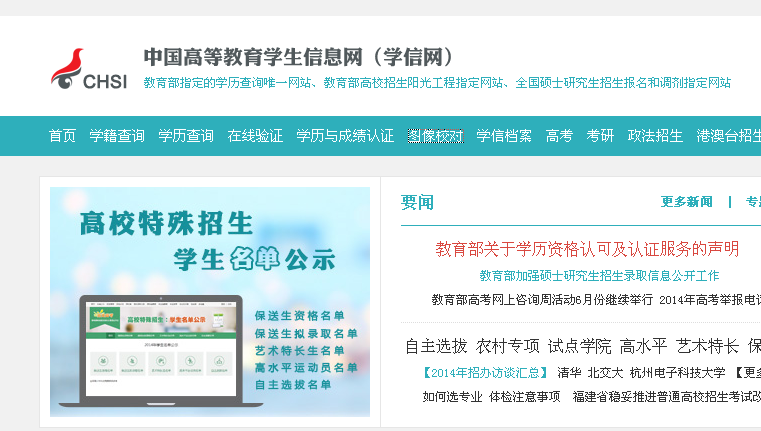 中国高等教育学生信息网（学信网）
CHSI
教育部指定的学历查询唯一网站、教育部高校招生阳光工程指定网站、全国硕士研究生招生报名和调剂指定网站
首页 学籍查询 学历查询 在线验证 学历与成绩认证 图像校对 学信档案 高考 考研 政法招生 港澳台招生
高校特殊招生
学生名单公示
高校特殊招生：学生名单公示
保送生资格名单
保送生拟录取名单
艺术特长生名单
高水平运动员名单
自主选拔名单
要闻 更多新闻 | 专
教育部关于学历资格认可及认证服务的声明
教育部加强硕士研究生招生录取信息公开工作
教育部高考网上咨询周活动6月份继续举行 2014年高考举报电
自主选拔 农村专项 试点学院 高水平 艺术特长 保
【2014年招办访谈汇总】 清华 北交大 杭州电子科技大学 【更多
如何选专业 体检注意事项 福建省稳妥推进普通高校招生考试改